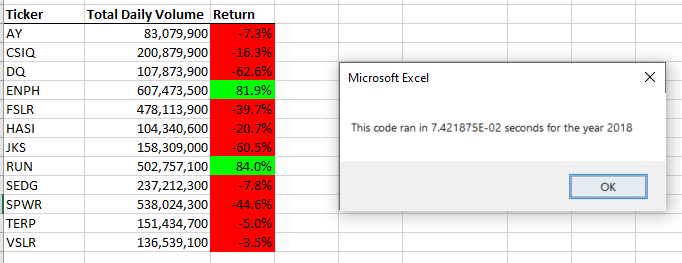 Ticker Total Daily Volume Return
AY 83,079,900 -7.3%
CSIQ 200,879,900 -16.3%
DQ 107,873,900 -62.6%
ENPH 607,473,500 81.9%
FSLR 478,113,900 -39.7%
HASI 104,340,600 -20.7%
JKS 158,309,000 -60.5%
RUN 502,757,100 84.0%
SEDG 237,212,300 -7.8%
SPWR 538,024,300 -44.6%
TERP 151,434,700 -5.0%
VSLR 136,539,100 -3.5%
Microsoft Excel
This code ran in 7.421875E-02 seconds for the year 2018
OK